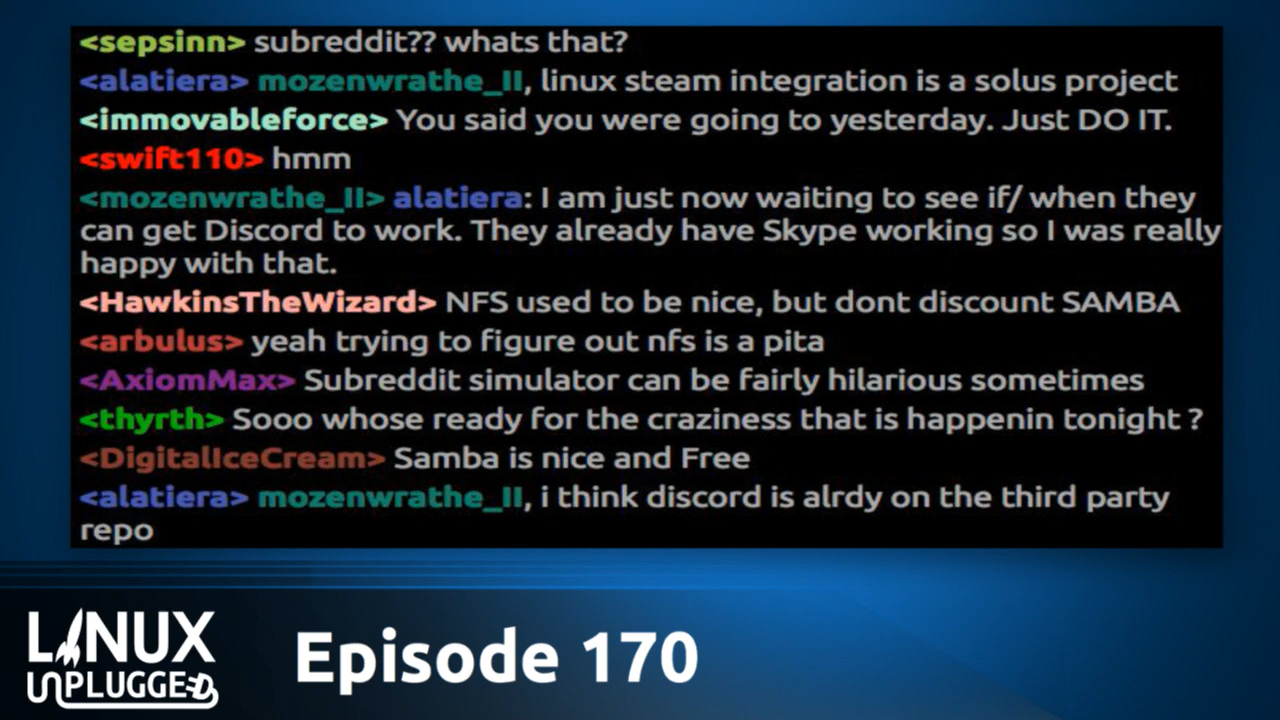 <sepsinn> subreddit?? whats that?
<alatiera> mozenwrathe_II, linux steam integration is a solus project
<immovableforce> You said you were going to yesterday. Just DO IT.
<swift110> hmm
<mozenwrathe_II> alatiera: I am just now waiting to see if/ when they
can get Discord to work. They already have Skype working so I was really
happy with that.
<HawkinsTheWizard> NFS used to be nice, but dont discount SAMBA
<arbulus> yeah trying to figure out nfs is a pita
<AxiomMax> Subreddit simulator can be fairly hilarious sometimes
<thyrth> Sooo whose ready for the craziness that is happenin tonight ?
<DigitalIceCream> Samba is nice and Free
<alatiera> mozenwrathe_II, i think discord is alrdy on the third party
repo
LINUX
UNPLUGGED
Episode 170